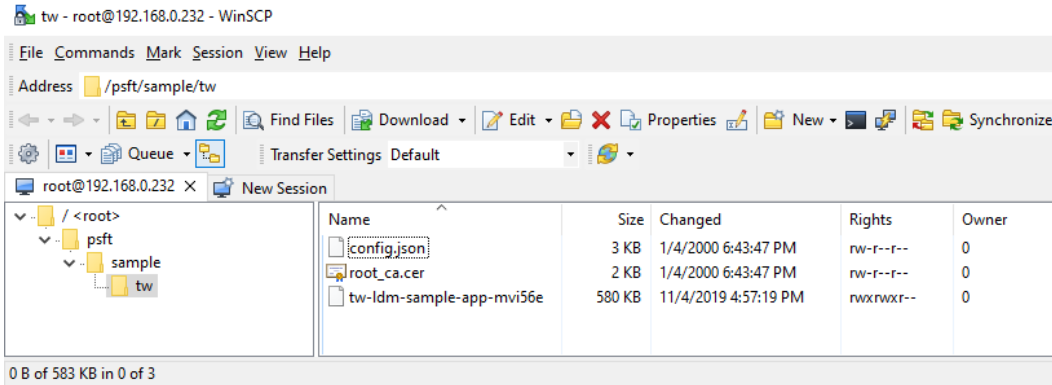 tw - root@192.168.0.232 - WinSCP
File Commands Mark Session View Help
Address /psft/sample/tw
Find Files Download Edit Properties New Synchronize
Queue Transfer Settings Default
root@192.168.0.232 × New Session
/ <root>
psft
sample
tw
Name Size Changed Rights Owner
config.json 3 KB 1/4/2000 6:43:47 PM rw-r--r-- 0
root_ca.cer 2 KB 1/4/2000 6:43:47 PM rw-r--r-- 0
tw-ldm-sample-app-mvi56e 580 KB 11/4/2019 4:57:19 PM rwxrwxr-- 0
0 B of 583 KB in 0 of 3